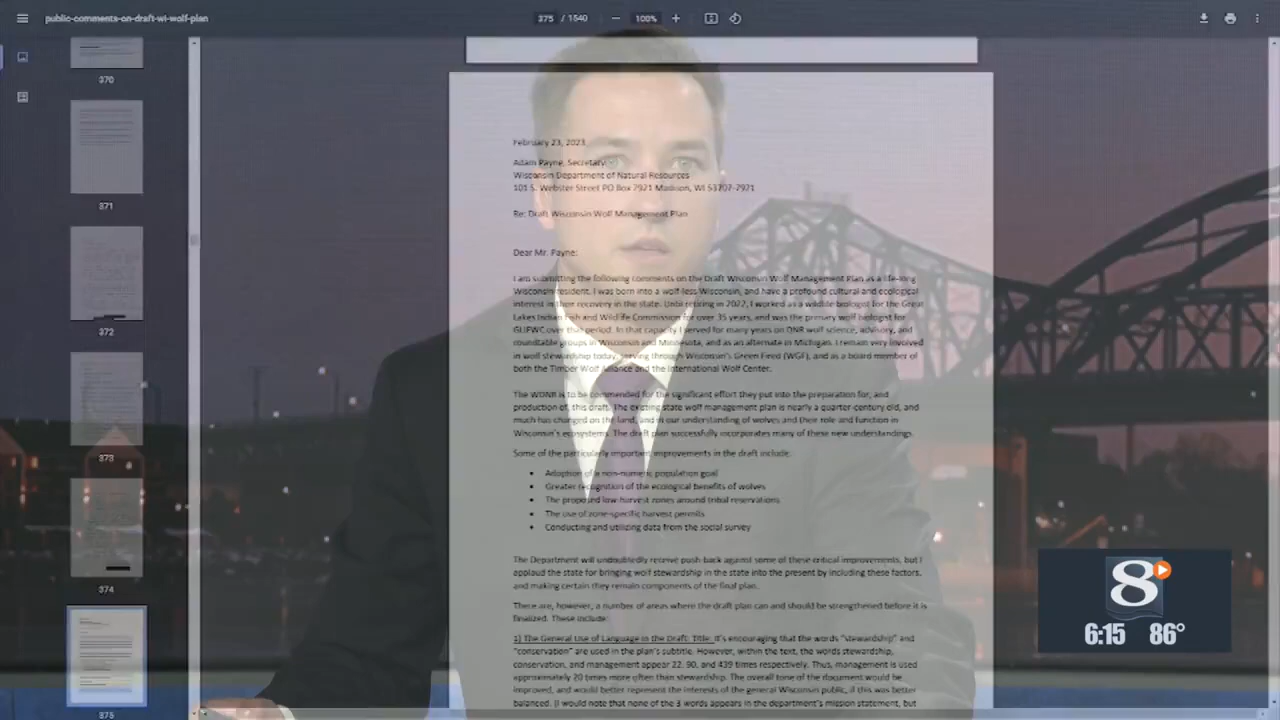 public-comments-on-draft-wi-wolf-plan
375 / 1540
100%
370
371
372
373
374
375
February 23, 2023
Adam Payne, Secretary
Wisconsin Department of Natural Resources
101 S. Webster Street PO Box 7921 Madison, WI 53707-7921
Re: Draft Wisconsin Wolf Management Plan
Dear Mr. Payne:
I am submitting the following comments on the Draft Wisconsin Wolf Management Plan as a life-long
Wisconsin resident. I was born into a wolf-less Wisconsin, and have a profound cultural and ecological
interest in their recovery in the state. Until retiring in 2022, I worked as a wildlife biologist for the Great
Lakes Indian Fish and Wildlife Commission for over 35 years, and was the primary wolf biologist for
GLIFWC over that period. In that capacity I served for many years on DNR wolf science, advisory, and
roundtable groups in Wisconsin and Minnesota, and as an alternate in Michigan. I remain very involved
in wolf stewardship today, serving through Wisconsin's Green Fired (WGF), and as a board member of
both the Timber Wolf Alliance and the International Wolf Center.
The WDNR is to be commended for the significant effort they put into the preparation for, and
production of, this draft. The existing state wolf management plan is nearly a quarter-century old, and
much has changed on the land, and in our understanding of wolves and their role and function in
Wisconsin's ecosystems. The draft plan successfully incorporates many of these new understandings.
Some of the particularly important improvements in the draft include:
• Adoption of a non-numeric population goal
• Greater recognition of the ecological benefits of wolves
• The proposed low-harvest zones around tribal reservations
• The use of zone-specific harvest permits
• Conducting and utilizing data from the social survey
The Department will undoubtedly receive push back against some of these critical improvements, but I
applaud the state for bringing wolf stewardship in the state into the present by including these factors,
and making certain they remain components of the final plan.
There are, however, a number of areas where the draft plan can and should be strengthened before it is
finalized. These include:
1) The General Use of Language in the Draft: Title. It's encouraging that the words "stewardship" and
"conservation" are used in the plan's subtitle. However, within the text, the words stewardship,
conservation, and management appear 22, 90, and 439 times respectively. Thus, management is used
approximately 20 times more often than stewardship. The overall tone of the document would be
improved, and would better represent the interests of the general Wisconsin public, if this was better
balanced. (I would note that none of the 3 words appears in the department's mission statement, but
8
6:15 86°